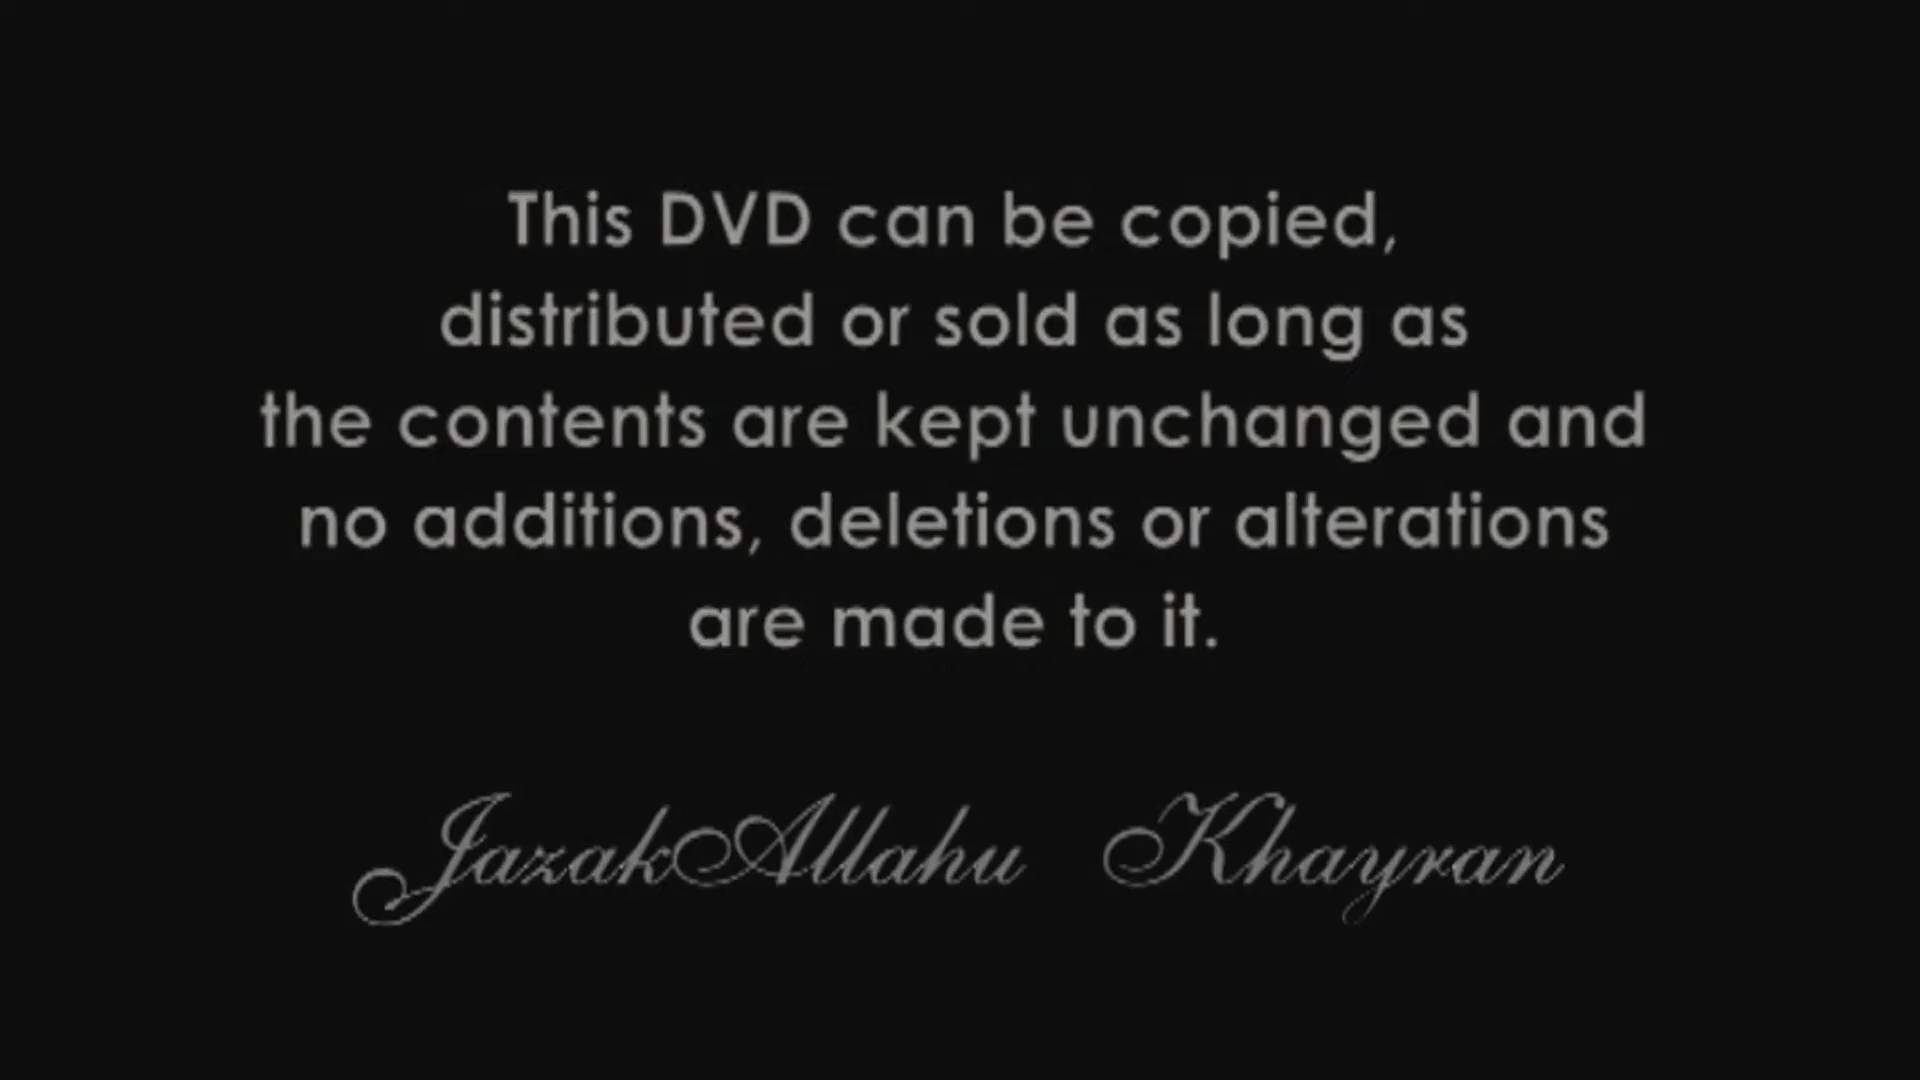 This DVD can be copied,
distributed or sold as long as
the contents are kept unchanged and
no additions, deletions or alterations
are made to it.
JazakAllahu Khayran